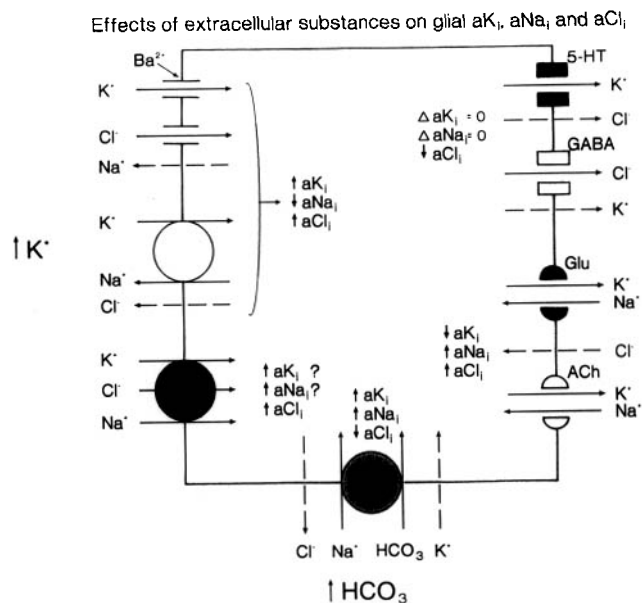 Effects of extracellular substances on glial aKᵢ, aNaᵢ and aClᵢ
Ba²⁺
K⁺
Cl⁻
Na⁺
K⁺
Na⁺
Cl⁻
↑ aKᵢ
↓ aNaᵢ
↑ aClᵢ
↑ K⁺
K⁺
Cl⁻
Na⁺
↑ aKᵢ ?
↑ aNaᵢ ?
↑ aClᵢ
↑ aKᵢ
↑ aNaᵢ
↓ aClᵢ
Cl⁻ Na⁺ HCO₃ K⁺
↑ HCO₃
5-HT
K⁺
Cl⁻
Δ aKᵢ = 0
Δ aNaᵢ = 0
↓ aClᵢ
GABA
Cl⁻
K⁺
Glu
K⁺
Na⁺
↓ aKᵢ
↑ aNaᵢ
↑ aClᵢ
Cl⁻
ACh
K⁺
Na⁺